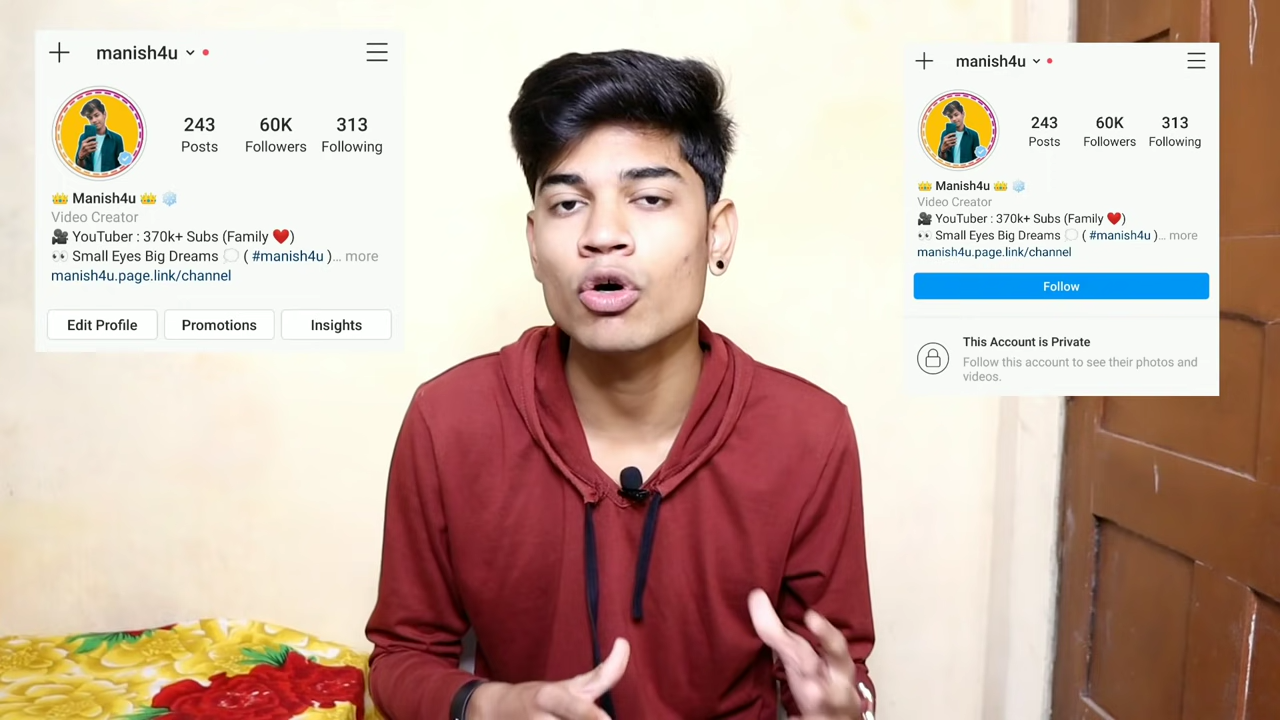 manish4u
243 60K 313
Posts Followers Following
👑 Manish4u 👑 ❄️
Video Creator
🎥 YouTuber : 370k+ Subs (Family ❤️)
👀 Small Eyes Big Dreams 💭 ( #manish4u )... more
manish4u.page.link/channel
Edit Profile Promotions Insights
manish4u
243 60K 313
Posts Followers Following
👑 Manish4u 👑 ❄️
Video Creator
🎥 YouTuber : 370k+ Subs (Family ❤️)
👀 Small Eyes Big Dreams 💭 ( #manish4u )... more
manish4u.page.link/channel
Follow
This Account is Private
Follow this account to see their photos and
videos.